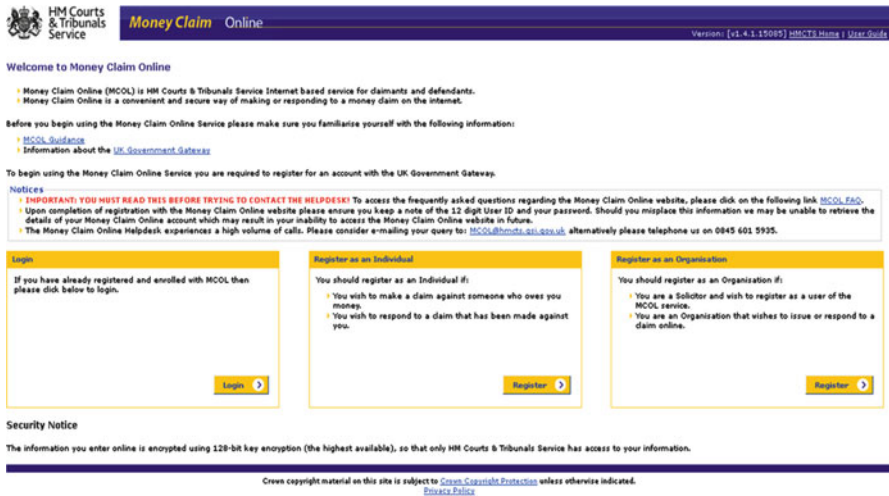 HM Courts
& Tribunals
Service
Money Claim Online
Version: [v1.4.1.15085] HMCTS Home | User Guide
Welcome to Money Claim Online
Money Claim Online (MCOL) is HM Courts & Tribunals Service Internet based service for claimants and defendants.
Money Claim Online is a convenient and secure way of making or responding to a money claim on the internet.
Before you begin using the Money Claim Online Service please make sure you familiarise yourself with the following information:
MCOL Guidance
Information about the UK Government Gateway
To begin using the Money Claim Online Service you are required to register for an account with the UK Government Gateway.
Notices
IMPORTANT: YOU MUST READ THIS BEFORE TRYING TO CONTACT THE HELPDESK! To access the frequently asked questions regarding the Money Claim Online website, please click on the following link MCOL FAQ.
Upon completion of registration with the Money Claim Online website please ensure you keep a note of the 12 digit User ID and your password. Should you misplace this information we may be unable to retrieve the
details of your Money Claim Online account which may result in your inability to access the Money Claim Online website in future.
The Money Claim Online Helpdesk experiences a high volume of calls. Please consider e-mailing your query to: MCOL@hmcts.gsi.gov.uk alternatively please telephone us on 0845 601 5935.
Login
If you have already registered and enrolled with MCOL then
please click below to login.
Login
Register as an Individual
You should register as an Individual if:
You wish to make a claim against someone who owes you
money.
You wish to respond to a claim that has been made against
you.
Register
Register as an Organisation
You should register as an Organisation if:
You are a Solicitor and wish to register as a user of the
MCOL service.
You are an Organisation that wishes to issue or respond to a
claim online.
Register
Security Notice
The information you enter online is encrypted using 128-bit key encryption (the highest available), so that only HM Courts & Tribunals Service has access to your information.
Crown copyright material on this site is subject to Crown Copyright Protection unless otherwise indicated.
Privacy Policy